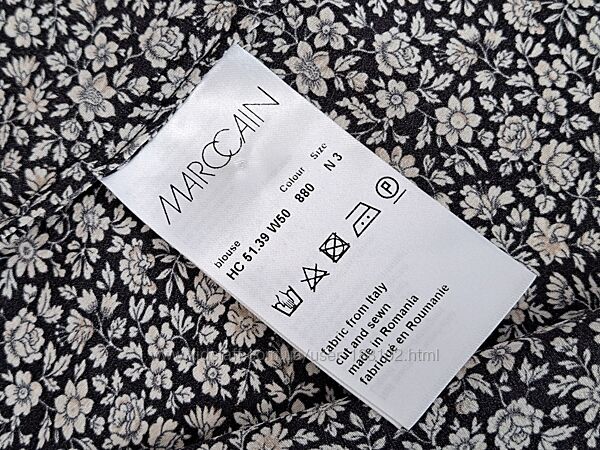 MARCCAIN
blouse
Colour
Size
HC 51.39 W50
880
N 3
P
fabric from Italy
cut and sewn
made in Romania
fabriqué en Roumanie